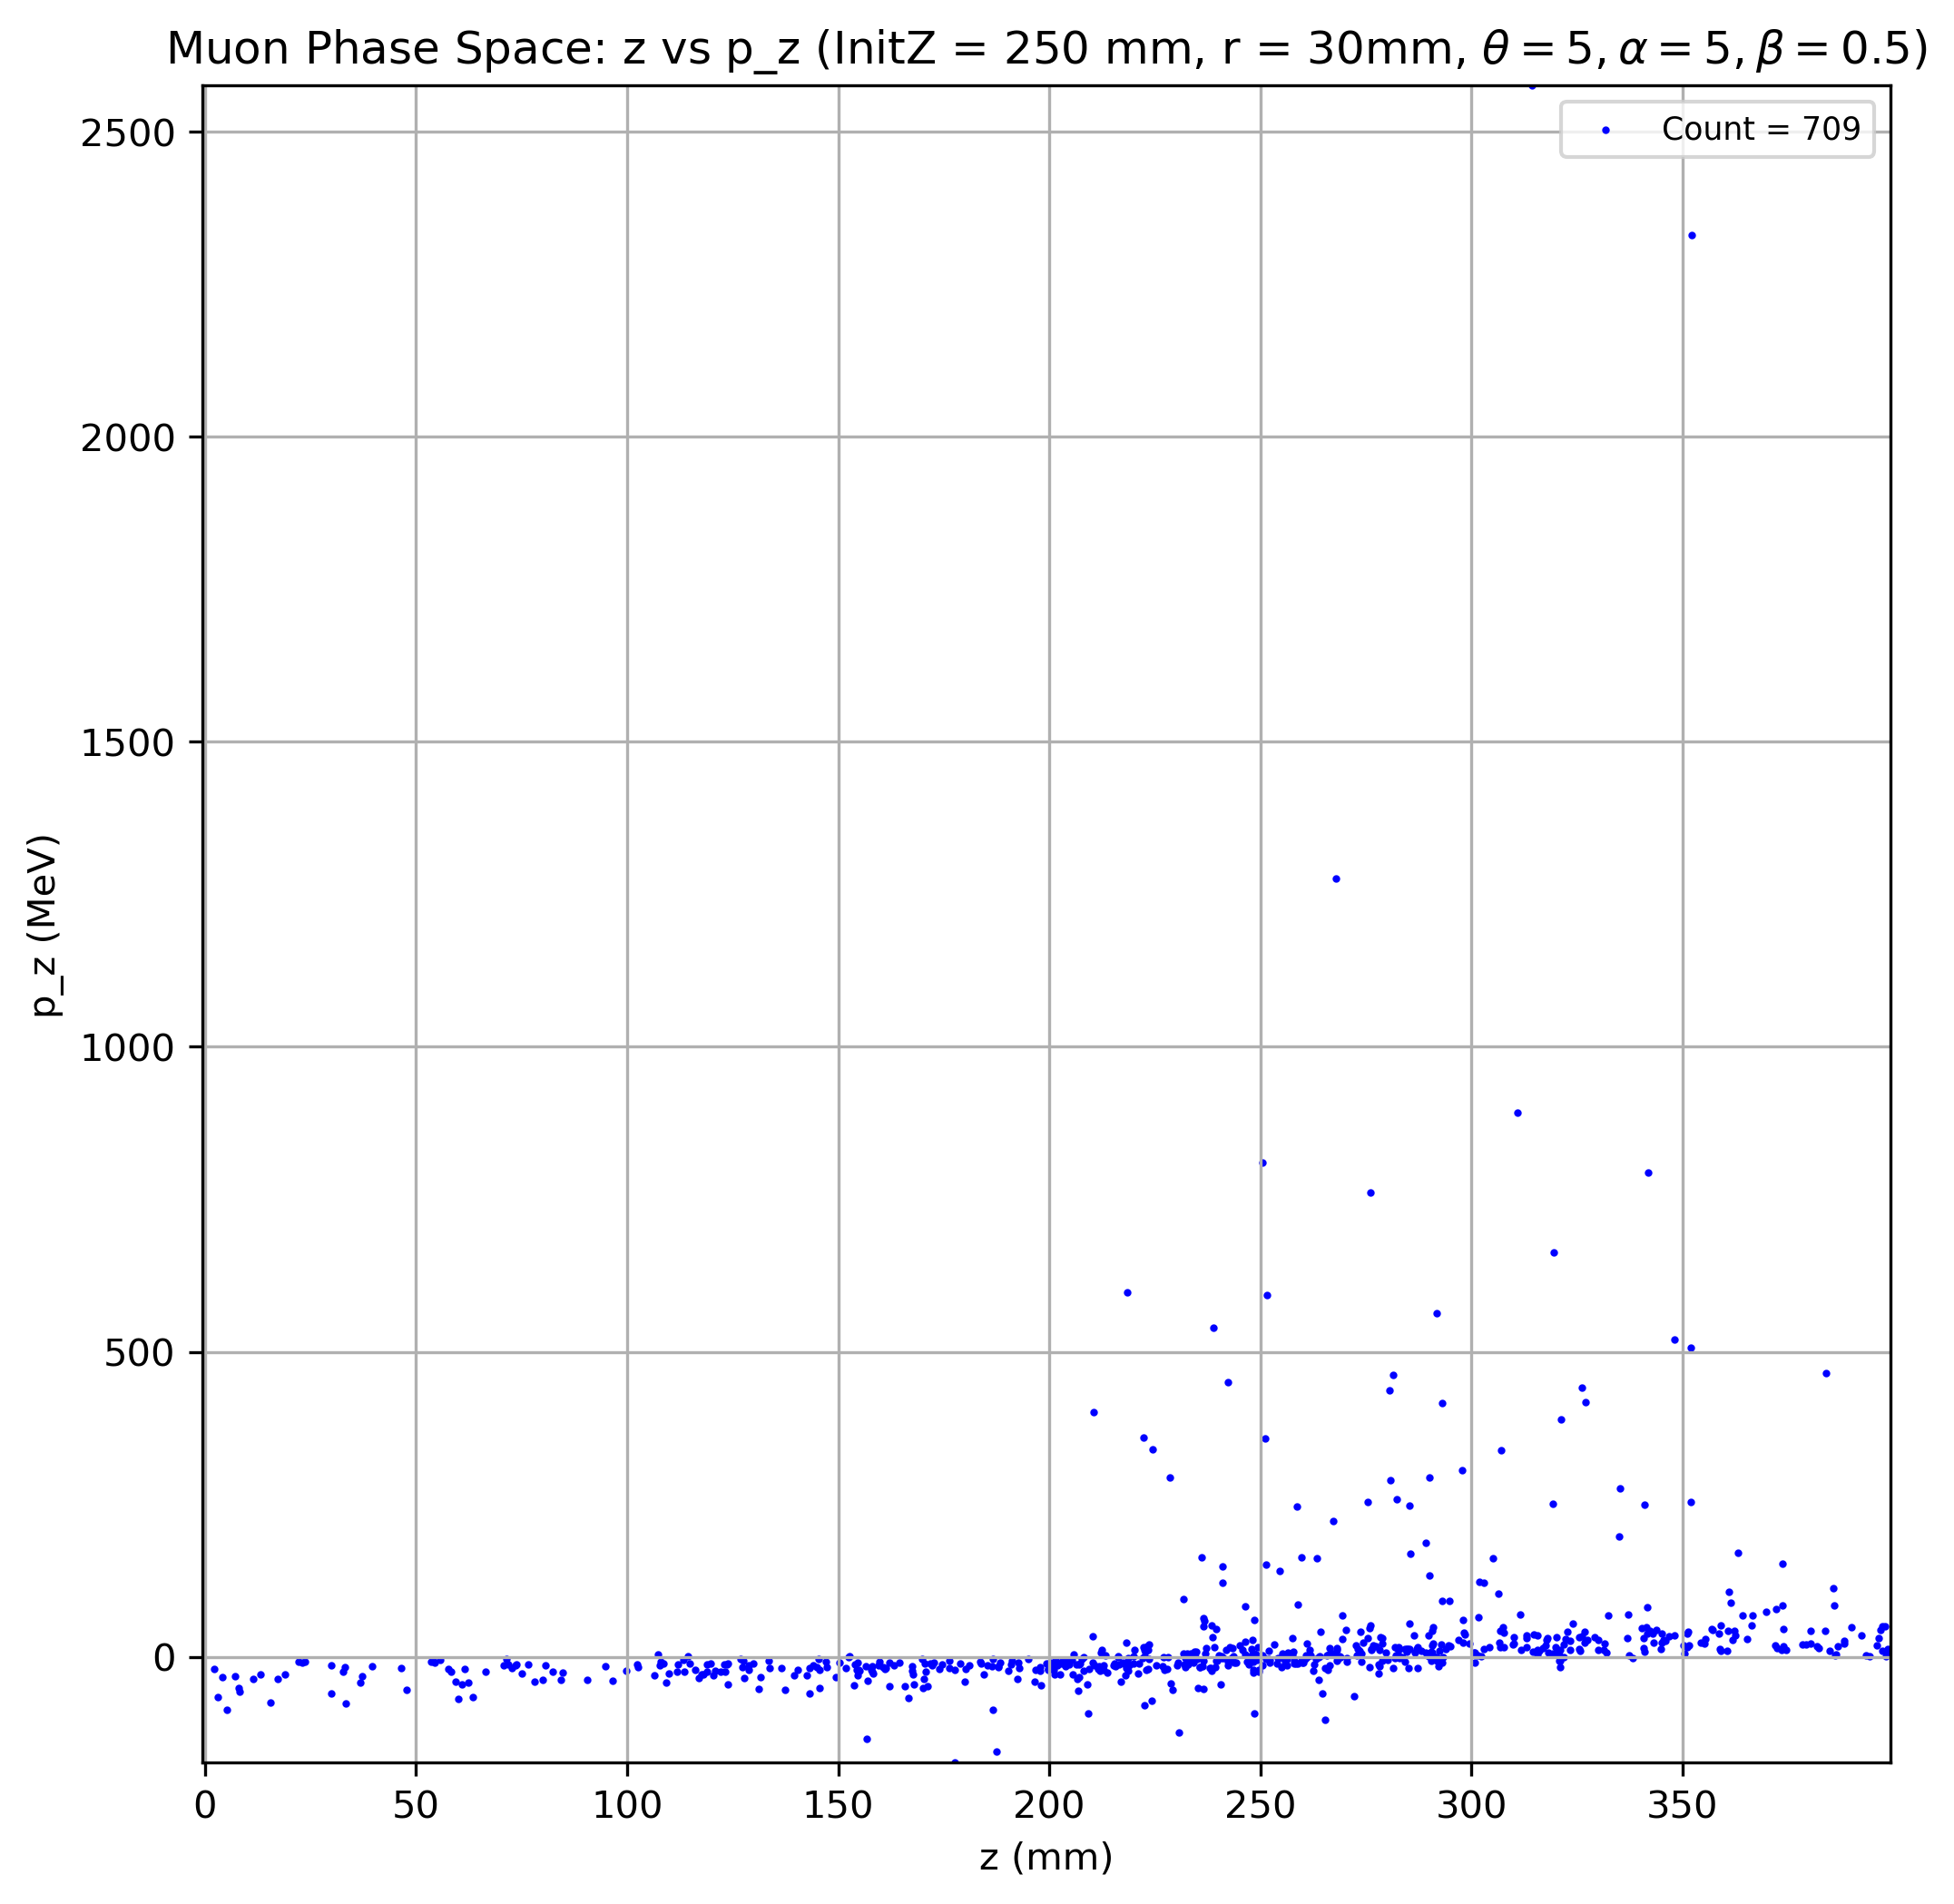 Muon Phase Space: z vs p_z (InitZ = 250 mm, r = 30mm, θ = 5, α = 5, β = 0.5)
Count = 709
2500
2000
1500
1000
500
0
p_z (MeV)
0 50 100 150 200 250 300 350
z (mm)